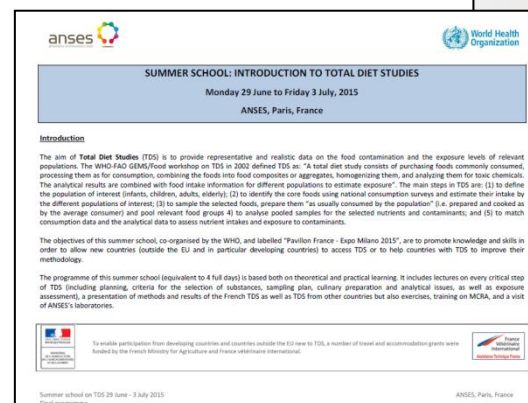 anses
World Health
Organization
SUMMER SCHOOL: INTRODUCTION TO TOTAL DIET STUDIES
Monday 29 June to Friday 3 July, 2015
ANSES, Paris, France
Introduction
The aim of Total Diet Studies (TDS) is to provide representative and realistic data on the food contamination and the exposure levels of relevant
populations. The WHO-FAO GEMS/Food workshop on TDS in 2002 defined TDS as: "A total diet study consists of purchasing foods commonly consumed,
processing them as for consumption, combining the foods into food composites or aggregates, homogenizing them, and analyzing them for toxic chemicals.
The analytical results are combined with food intake information for different populations to estimate exposure". The main steps in TDS are: (1) to define
the population of interest (infants, children, adults, elderly); (2) to identify the core foods using national consumption surveys and estimate their intake by
the different populations of interest; (3) to sample the selected foods, prepare them "as usually consumed by the population" (i.e. prepared and cooked as
by the average consumer) and pool relevant food groups 4) to analyse pooled samples for the selected nutrients and contaminants; and (5) to match
consumption data and the analytical data to assess nutrient intakes and exposure to contaminants.
The objectives of this summer school, co-organised by the WHO, and labelled "Pavillon France - Expo Milano 2015", are to promote knowledge and skills in
order to allow new countries (outside the EU and in particular developing countries) to access TDS or to help countries with TDS to improve their
methodology.
The programme of this summer school (equivalent to 4 full days) is based both on theoretical and practical learning. It includes lectures on every critical step
of TDS (including planning, criteria for the selection of substances, sampling plan, culinary preparation and analytical issues, as well as exposure
assessment), a presentation of methods and results of the French TDS as well as TDS from other countries but also exercises, training on MCRA, and a visit
of ANSES's laboratories.
To enable participation from developing countries and countries outside the EU new to TDS, a number of travel and accommodation grants were
funded by the French Ministry for Agriculture and France vétérinaire international.
France
Vétérinaire
International
Summer school on TDS 29 June - 3 July 2015
ANSES, Paris, France
Final programme